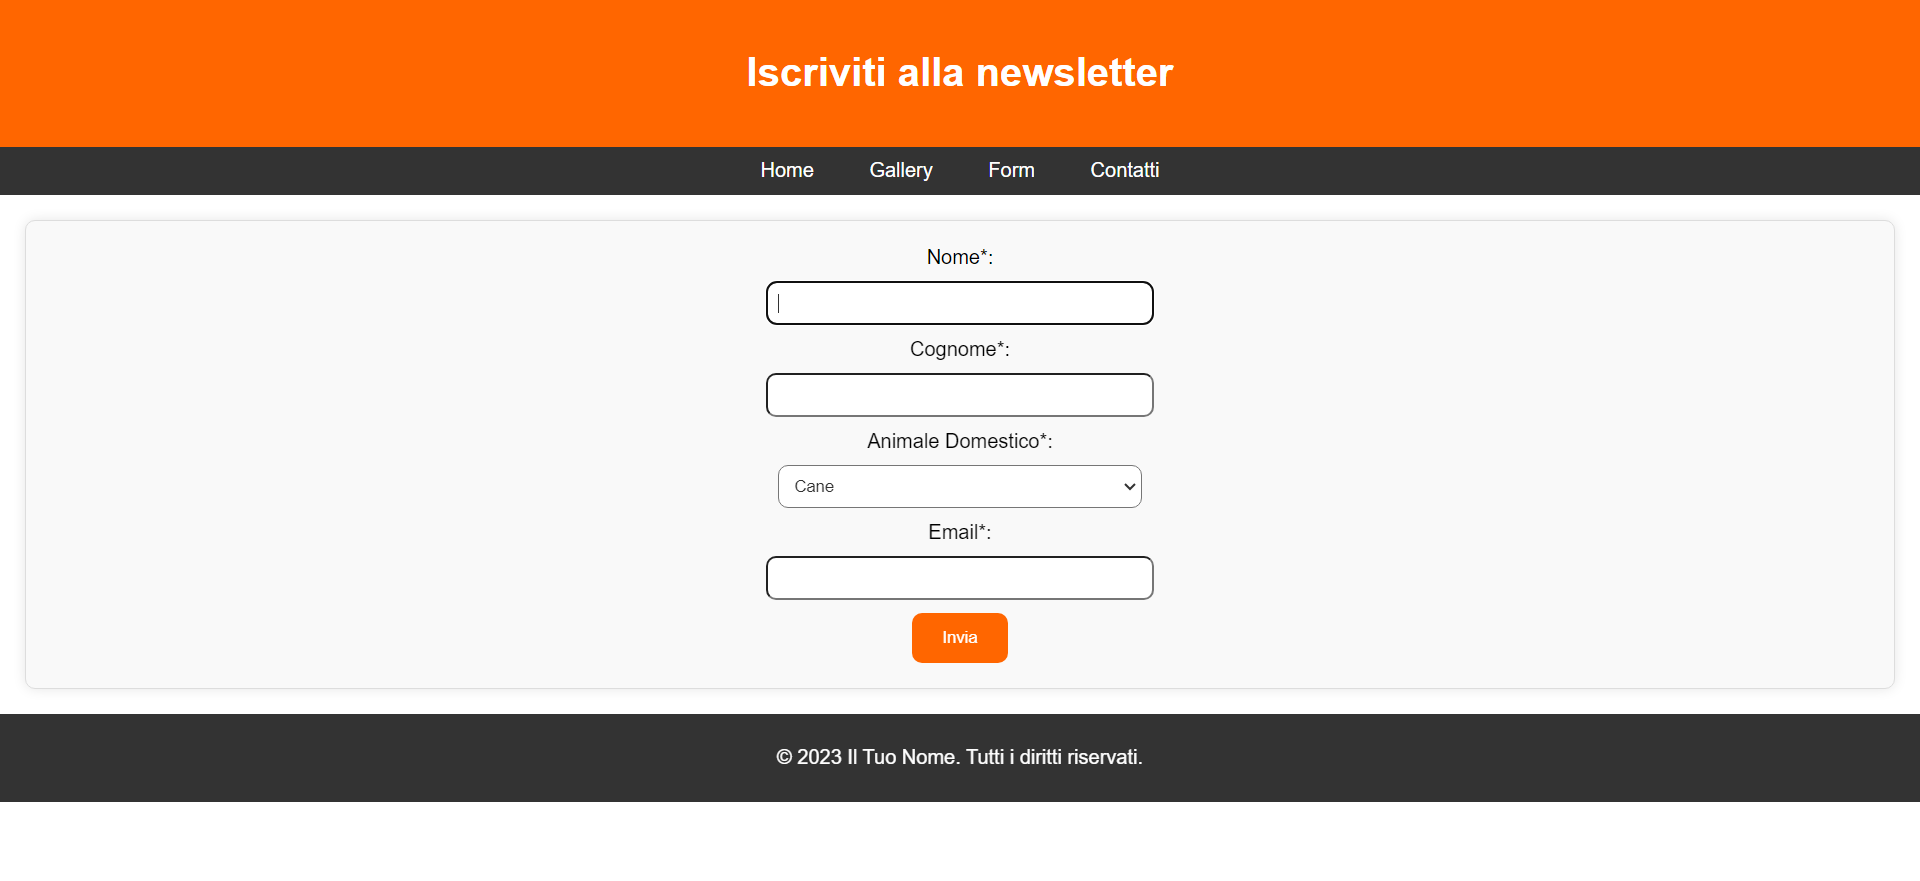 Iscriviti alla newsletter
Home Gallery Form Contatti
Nome*:
Cognome*:
Animale Domestico*:
Cane
Email*:
Invia
© 2023 Il Tuo Nome. Tutti i diritti riservati.